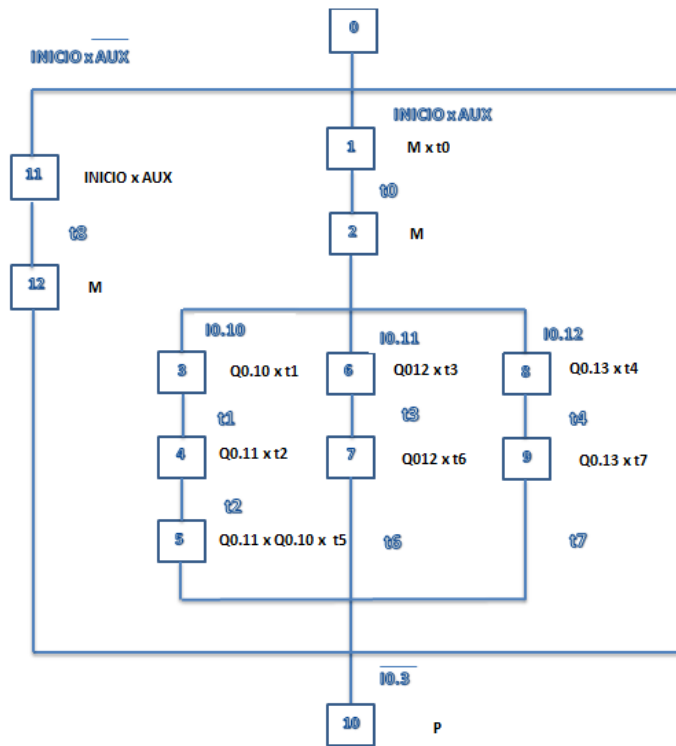 0
INICIO x A̅U̅X̅
INICIO x AUX
1 M x t0
11 INICIO x AUX
t0
t8
2 M
12 M
I0.10 I0.11 I0.12
3 Q0.10 x t1 6 Q012 x t3 8 Q0.13 x t4
t1 t3 t4
4 Q0.11 x t2 7 Q012 x t6 9 Q0.13 x t7
t2
5 Q0.11 x Q0.10 x t5 t6 t7
I̅0̅.̅3̅
10 P